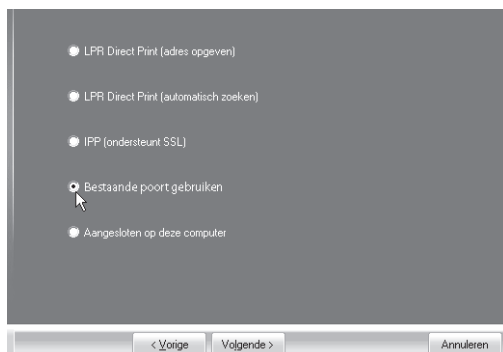 LPR Direct Print (adres opgeven)
LPR Direct Print (automatisch zoeken)
IPP (ondersteunt SSL)
Bestaande poort gebruiken
Aangesloten op deze computer
< Vorige Volgende > Annuleren